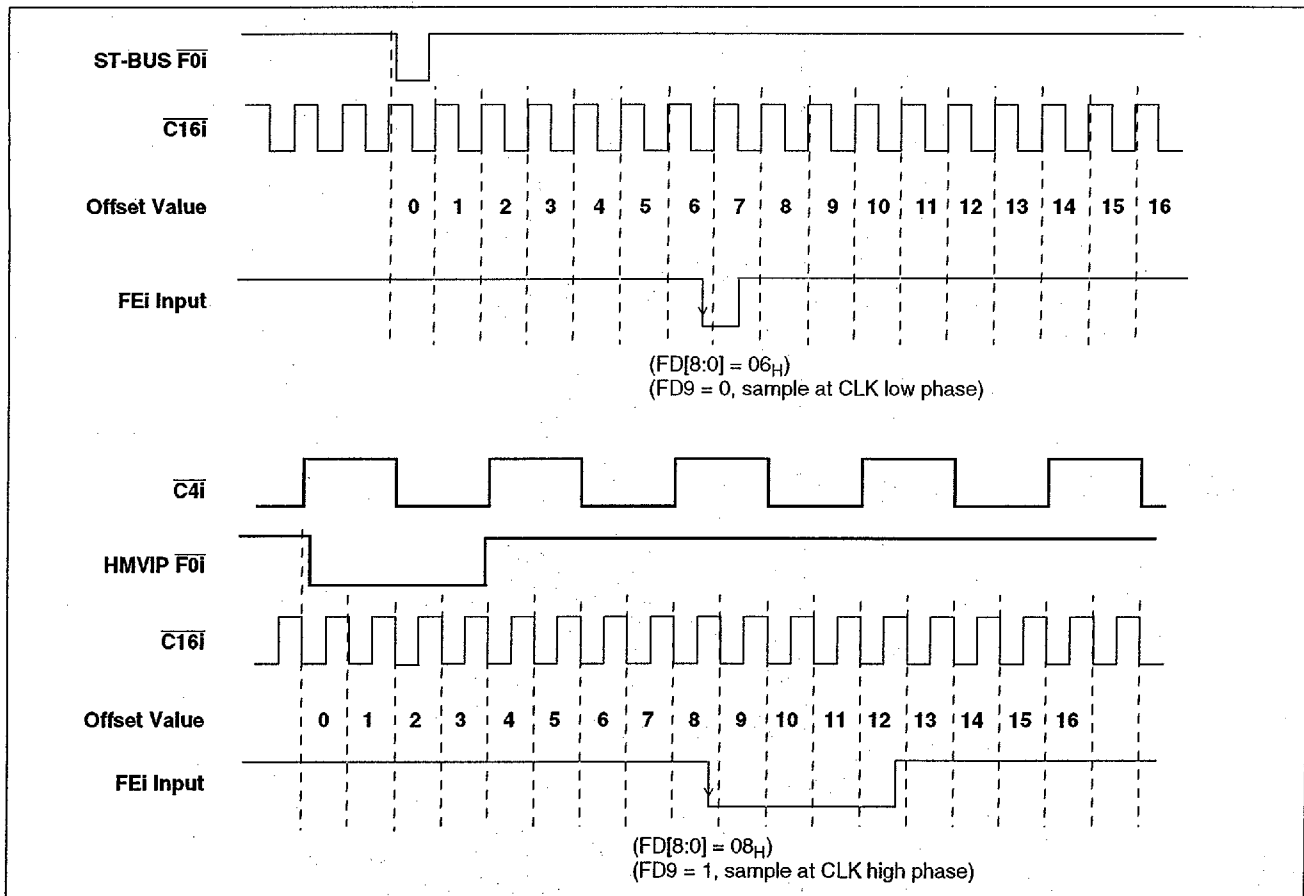 ST-BUS F0i
C16i
Offset Value 0 1 2 3 4 5 6 7 8 9 10 11 12 13 14 15 16
FEi Input
(FD[8:0] = 06H)
(FD9 = 0, sample at CLK low phase)
C4i
HMVIP F0i
C16i
Offset Value 0 1 2 3 4 5 6 7 8 9 10 11 12 13 14 15 16
FEi Input
(FD[8:0] = 08H)
(FD9 = 1, sample at CLK high phase)